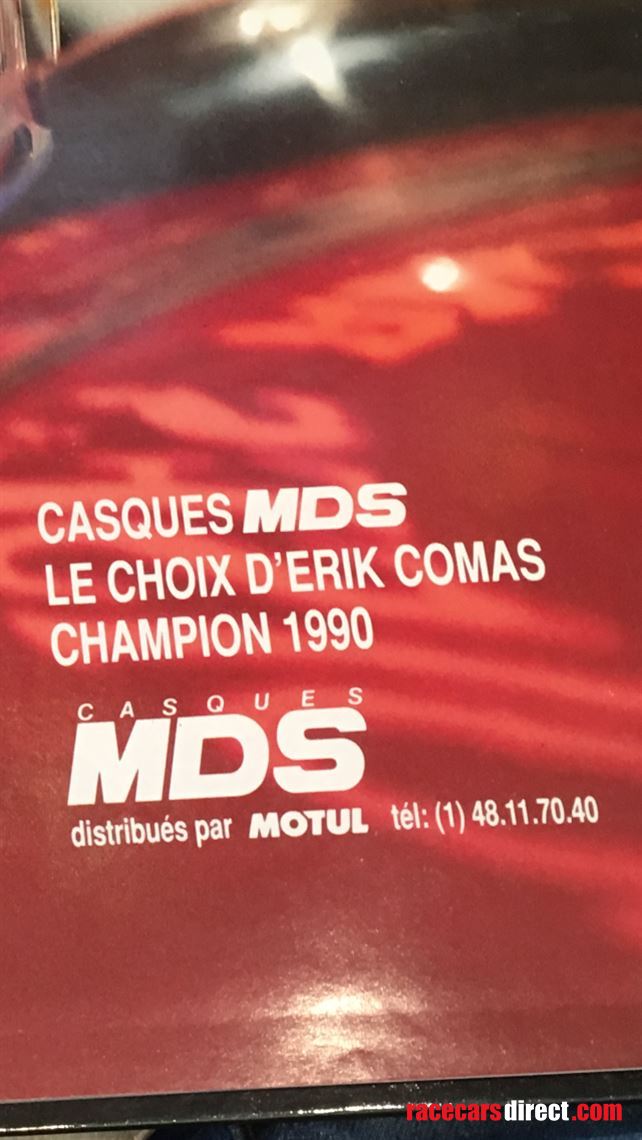 CASQUES MDS
LE CHOIX D'ERIK COMAS
CHAMPION 1990
CASQUES
MDS
distribués par MOTUL tél: (1) 48.11.70.40
racecarsdirect.com